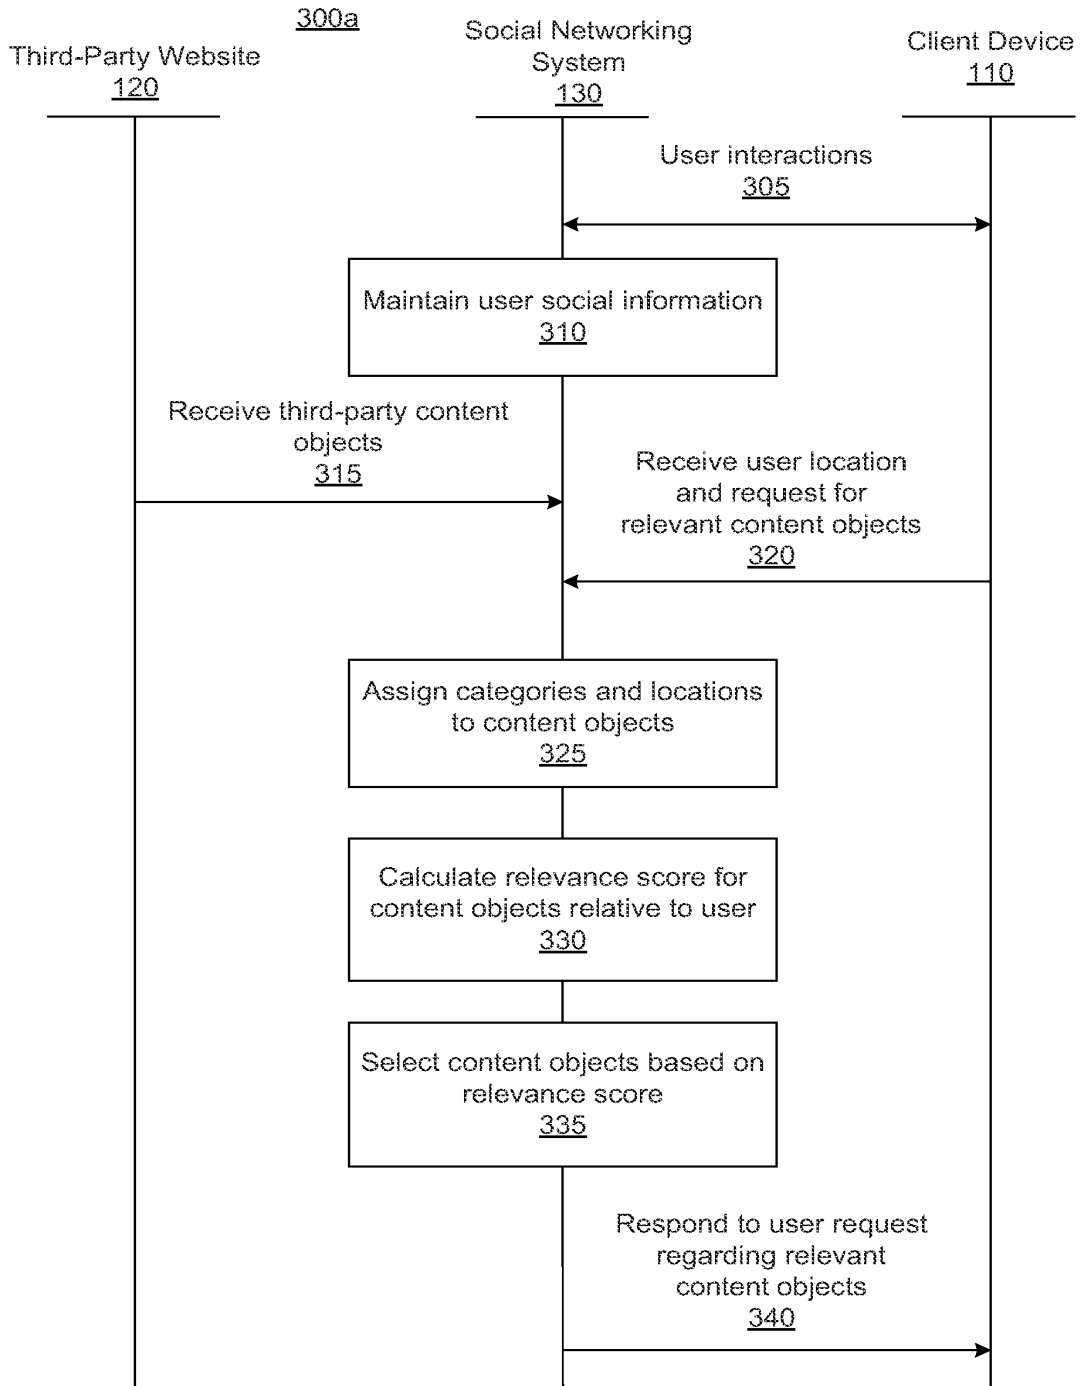 300a
Third-Party Website
120
Social Networking
System
130
Client Device
110
User interactions
305
Maintain user social information
310
Receive third-party content
objects
315
Receive user location
and request for
relevant content objects
320
Assign categories and locations
to content objects
325
Calculate relevance score for
content objects relative to user
330
Select content objects based on
relevance score
335
Respond to user request
regarding relevant
content objects
340